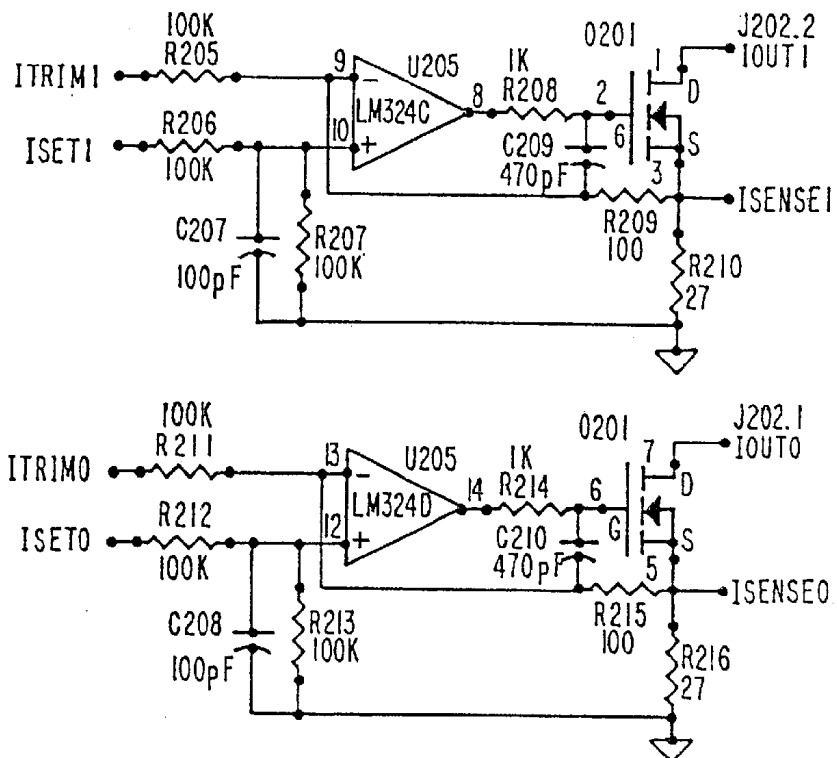 100K
R205
ITRIM1
9
-
U205
LM324C
8
1K
R208
O201
1
J202.2
IOUT1
D
2
6
R206
100K
ISET1
10
+
C209
470pF
S
3
R209
100
ISENSE1
C207
100pF
R207
100K
R210
27
100K
R211
ITRIM0
13
-
U205
LM324D
14
1K
R214
O201
7
J202.1
IOUT0
D
6
G
R212
100K
ISET0
12
+
C210
470pF
S
5
R215
100
ISENSE0
C208
100pF
R213
100K
R216
27